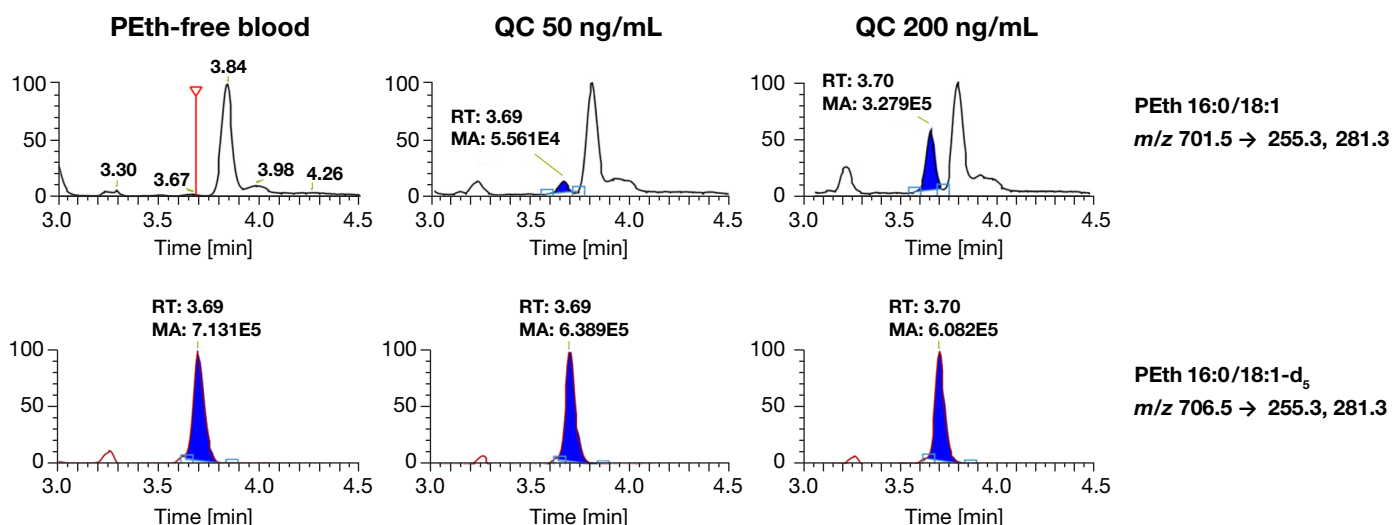 PEth-free blood
100
50
0
3.30
3.67
3.84
3.98
4.26
3.0
3.5
4.0
4.5
Time [min]
QC 50 ng/mL
100
50
0
RT: 3.69
MA: 5.561E4
3.0
3.5
4.0
4.5
Time [min]
QC 200 ng/mL
100
50
0
RT: 3.70
MA: 3.279E5
3.0
3.5
4.0
4.5
Time [min]
PEth 16:0/18:1
m/z 701.5 → 255.3, 281.3
RT: 3.69
MA: 7.131E5
100
50
0
3.0
3.5
4.0
4.5
Time [min]
RT: 3.69
MA: 6.389E5
100
50
0
3.0
3.5
4.0
4.5
Time [min]
RT: 3.70
MA: 6.082E5
100
50
0
3.0
3.5
4.0
4.5
Time [min]
PEth 16:0/18:1-d₅
m/z 706.5 → 255.3, 281.3